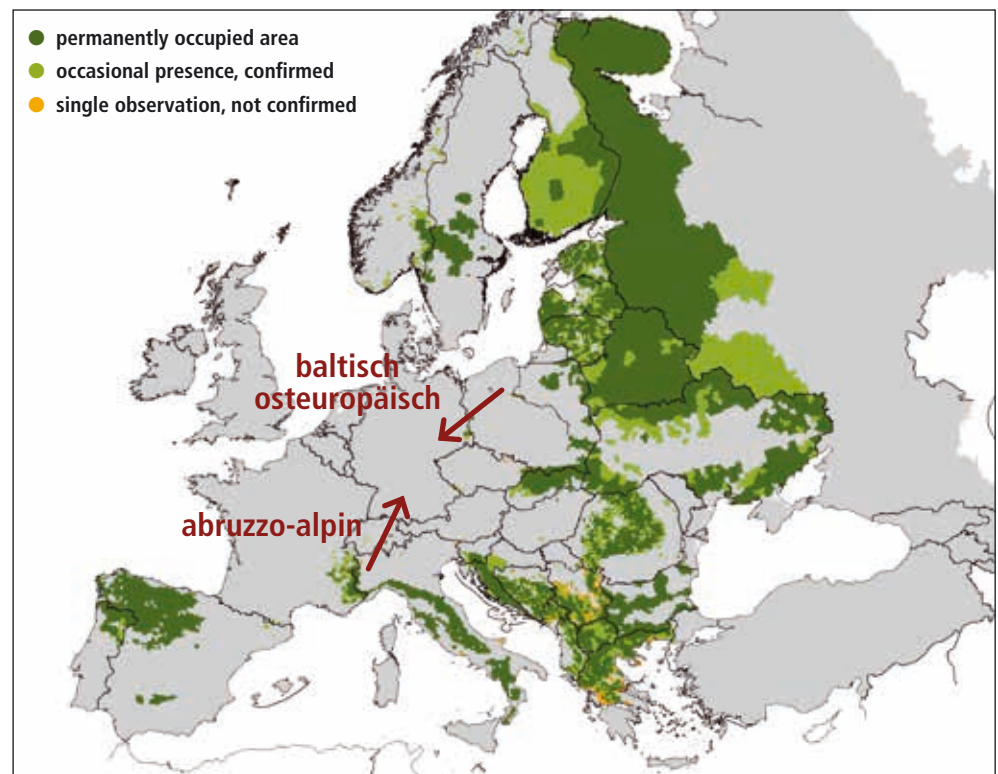 permanently occupied area
occasional presence, confirmed
single observation, not confirmed
baltisch
osteuropäisch
abruzzo-alpin